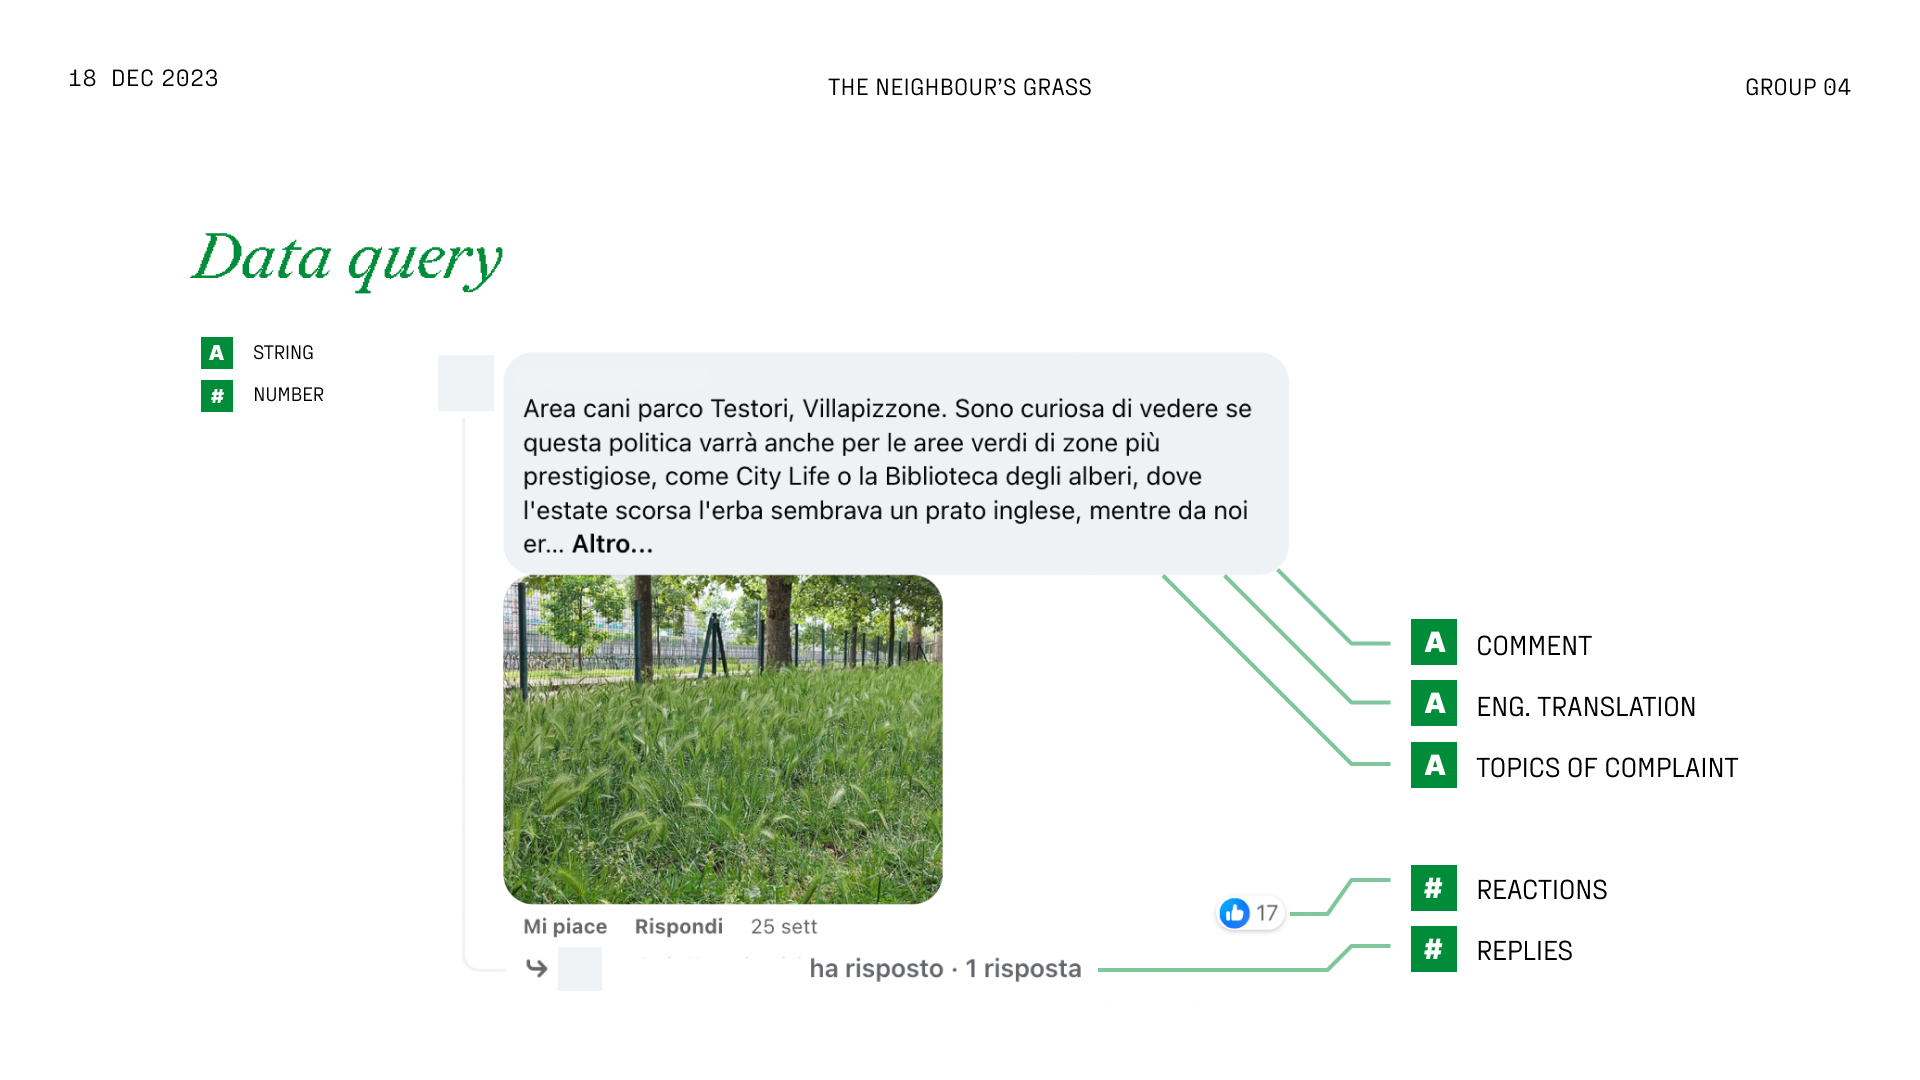 18 DEC 2023
THE NEIGHBOUR’S GRASS
GROUP 04
Data query
A STRING
# NUMBER
Area cani parco Testori, Villapizzone. Sono curiosa di vedere se
questa politica varrà anche per le aree verdi di zone più
prestigiose, come City Life o la Biblioteca degli alberi, dove
l'estate scorsa l'erba sembrava un prato inglese, mentre da noi
er... Altro...
A COMMENT
A ENG. TRANSLATION
A TOPICS OF COMPLAINT
# REACTIONS
17
Mi piace Rispondi 25 sett
ha risposto · 1 risposta
# REPLIES